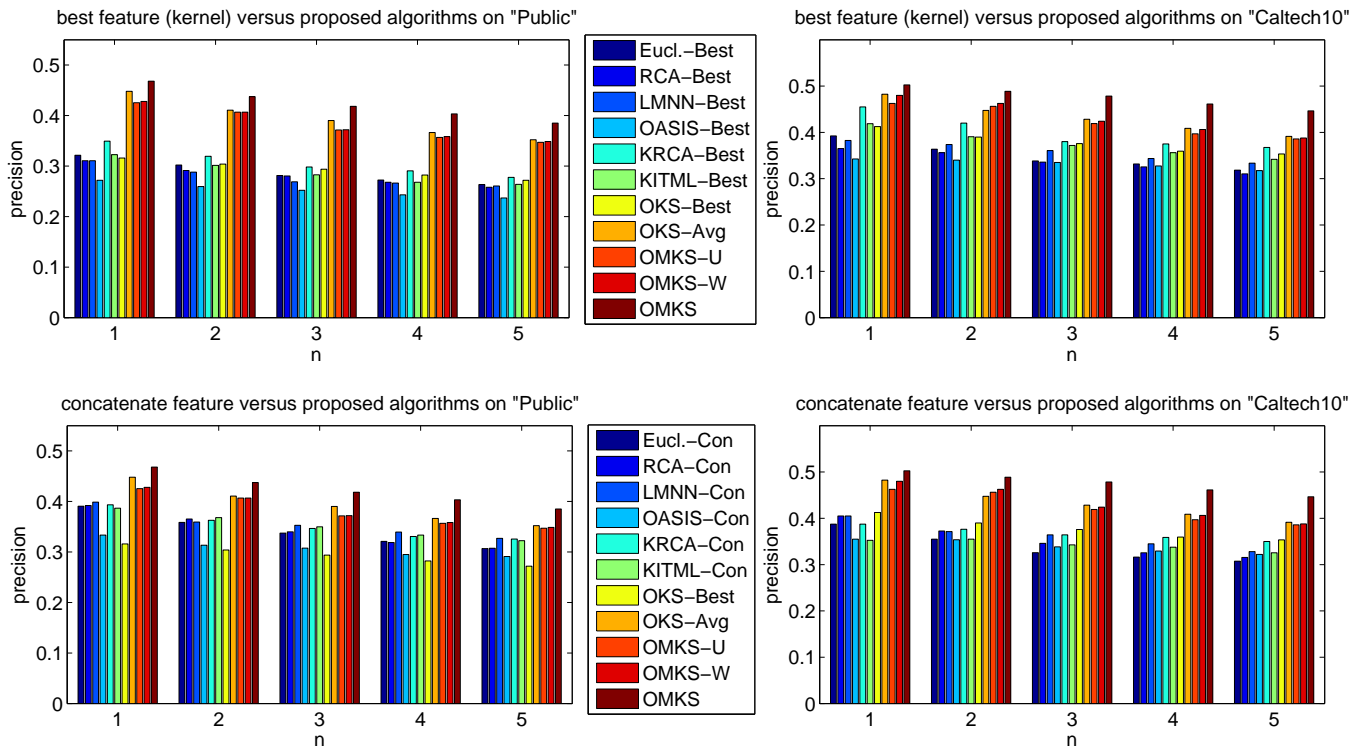 best feature (kernel) versus proposed algorithms on "Public"
0.5
0.4
0.3
0.2
0.1
0
precision
1 2 3 4 5
n
Eucl.−Best
RCA−Best
LMNN−Best
OASIS−Best
KRCA−Best
KITML−Best
OKS−Best
OKS−Avg
OMKS−U
OMKS−W
OMKS
best feature (kernel) versus proposed algorithms on "Caltech10"
0.5
0.4
0.3
0.2
0.1
0
precision
1 2 3 4 5
n
concatenate feature versus proposed algorithms on "Public"
0.5
0.4
0.3
0.2
0.1
0
precision
1 2 3 4 5
n
Eucl.−Con
RCA−Con
LMNN−Con
OASIS−Con
KRCA−Con
KITML−Con
OKS−Best
OKS−Avg
OMKS−U
OMKS−W
OMKS
concatenate feature versus proposed algorithms on "Caltech10"
0.5
0.4
0.3
0.2
0.1
0
precision
1 2 3 4 5
n